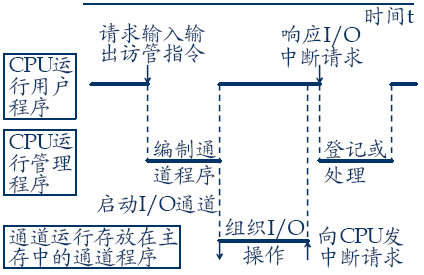 时间t
请求输入输
出访管指令
响应I/O
中断请求
CPU运
行用户
程序
CPU运
行管理
程序
编制通
道程序
登记或
处理
启动I/O通道
通道运行存放在主
存中的通道程序
组织I/O
操作
向CPU发
中断请求